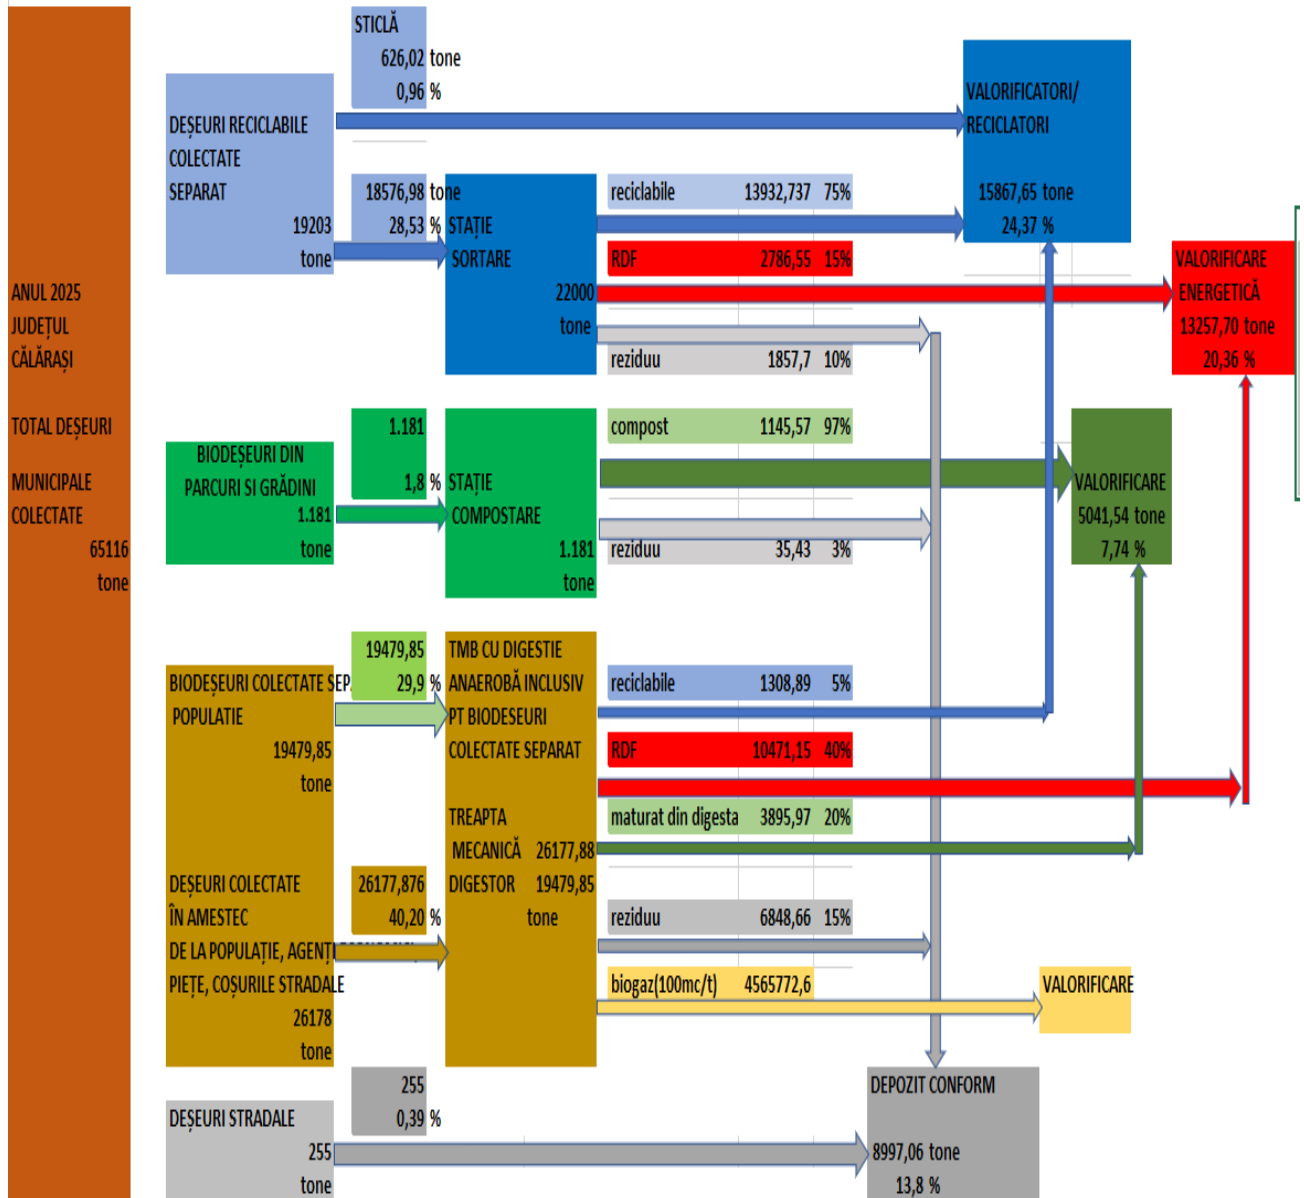 ANUL 2025
JUDEȚUL
CĂLĂRAȘI
TOTAL DEȘEURI
MUNICIPALE
COLECTATE
65116
tone
DEȘEURI RECICLABILE
COLECTATE
SEPARAT
19203
tone
STICLĂ
626,02 tone
0,96 %
18576,98 tone
28,53 %
STAȚIE
SORTARE
22000
tone
reciclabile 13932,737 75%
RDF 2786,55 15%
reziduu 1857,7 10%
VALORIFICATORI/
RECICLATORI
15867,65 tone
24,37 %
VALORIFICARE
ENERGETICĂ
13257,70 tone
20,36 %
BIODEȘEURI DIN
PARCURI SI GRĂDINI
1.181
tone
1.181
1,8 %
STAȚIE
COMPOSTARE
1.181
tone
compost 1145,57 97%
reziduu 35,43 3%
VALORIFICARE
5041,54 tone
7,74 %
BIODEȘEURI COLECTATE SEP
POPULATIE
19479,85
tone
19479,85
29,9 %
DEȘEURI COLECTATE
ÎN AMESTEC
DE LA POPULAȚIE, AGENȚI
PIEȚE, COȘURILE STRADALE
26178
tone
26177,876
40,20 %
TMB CU DIGESTIE
ANAEROBĂ INCLUSIV
PT BIODESEURI
COLECTATE SEPARAT
TREAPTA
MECANICĂ 26177,88
DIGESTOR 19479,85
tone
reciclabile 1308,89 5%
RDF 10471,15 40%
maturat din digesta 3895,97 20%
reziduu 6848,66 15%
biogaz(100mc/t) 4565772,6
VALORIFICARE
DEȘEURI STRADALE
255
tone
255
0,39 %
DEPOZIT CONFORM
8997,06 tone
13,8 %